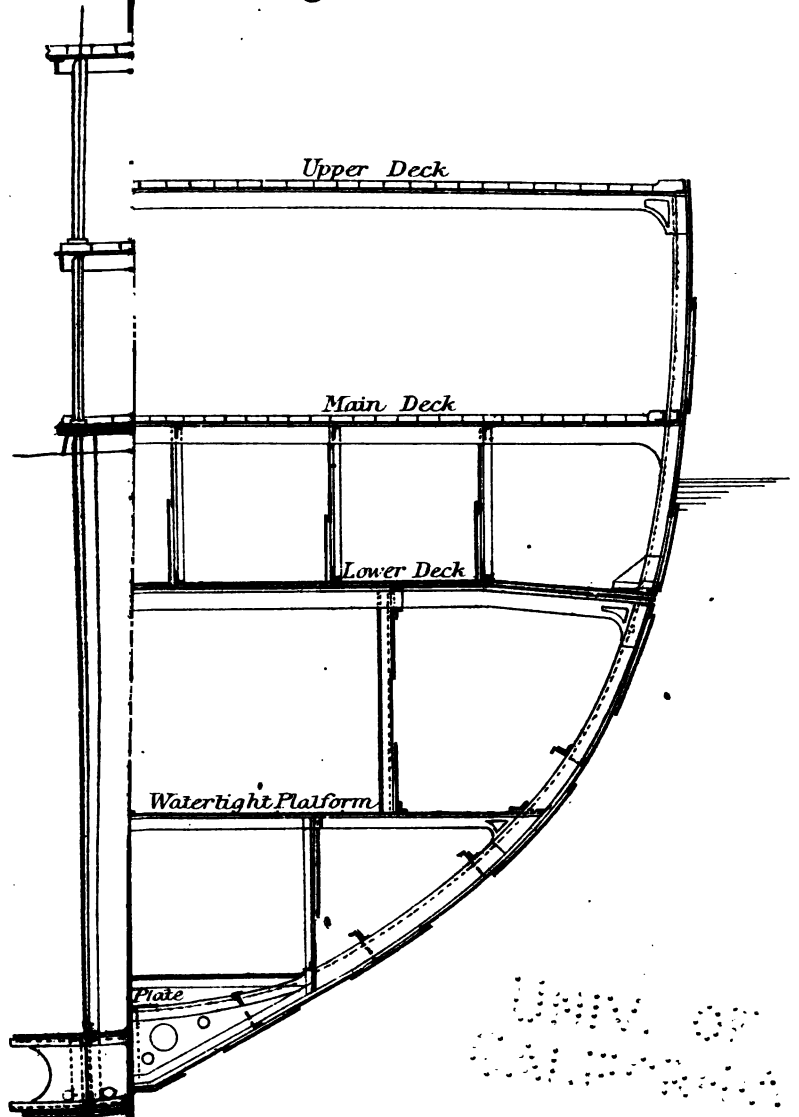 Upper Deck
Main Deck
Lower Deck
Watertight Platform
Plate
UNIV. OF
CALIFORNIA